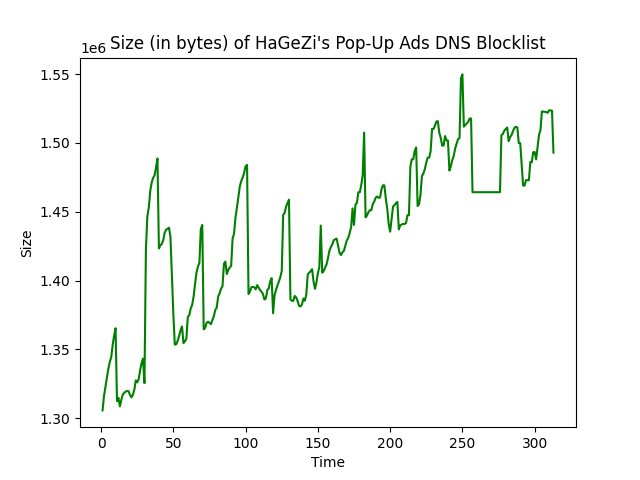 Size (in bytes) of HaGeZi's Pop-Up Ads DNS Blocklist
1e6
1.55
1.50
1.45
1.40
1.35
1.30
Size
0 50 100 150 200 250 300
Time